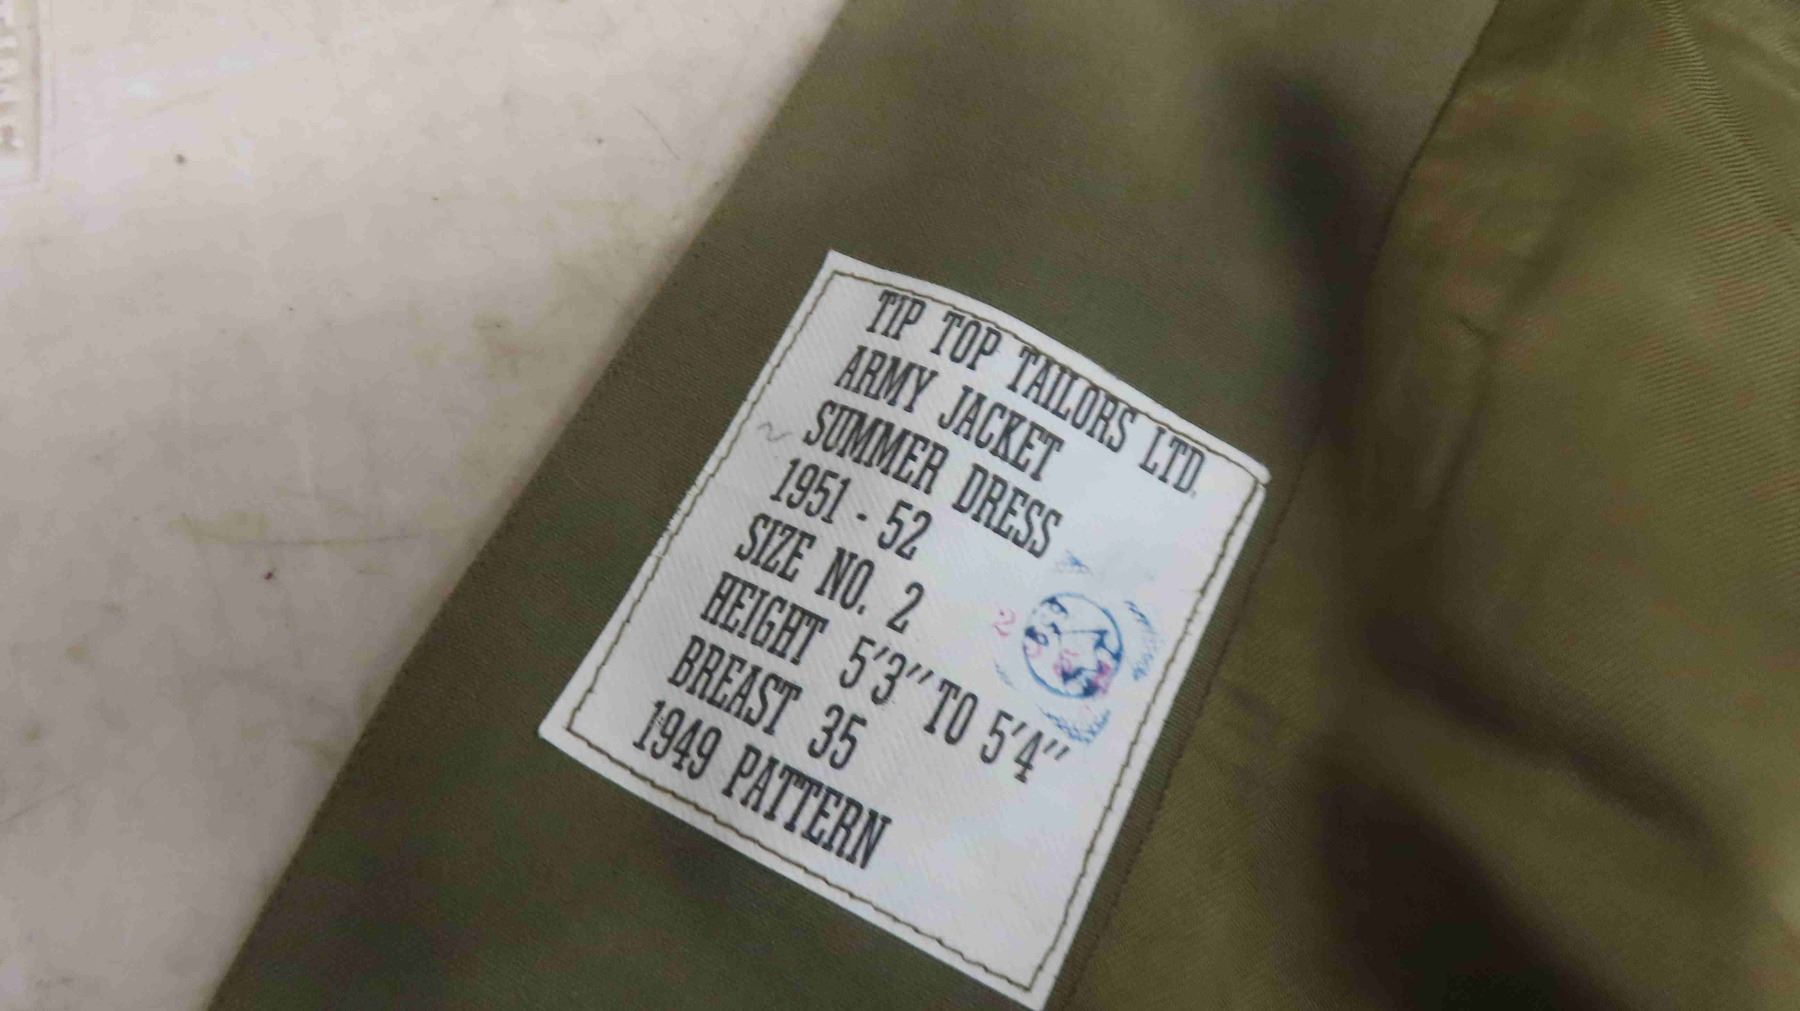 TIP TOP TAILORS LTD.
ARMY JACKET
SUMMER DRESS
1951 - 52
SIZE NO. 2
HEIGHT 5'3" TO 5'4"
BREAST 35
1949 PATTERN
2